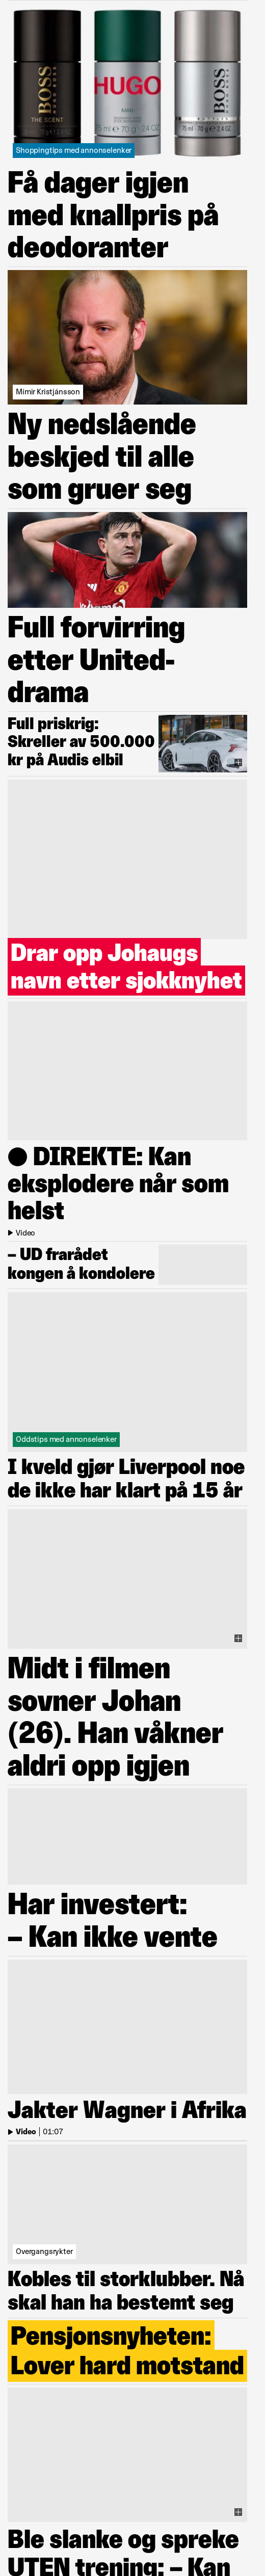 BOSS
THE SCENT
HUGO
MAN
75 ml ℮ 70 g · 2.4 OZ.
BOSS
75 ml · 70 g ℮ 2.4 OZ.
Shoppingtips med annonselenker
Få dager igjen
med knallpris på
deodoranter
Mímir Kristjánsson
Ny nedslående
beskjed til alle
som gruer seg
Full forvirring
etter United-
drama
Full priskrig:
Skreller av 500.000
kr på Audis elbil
Drar opp Johaugs
navn etter sjokknyhet
● DIREKTE: Kan
eksplodere når som
helst
Video
– UD frarådet
kongen å kondolere
Oddstips med annonselenker
I kveld gjør Liverpool noe
de ikke har klart på 15 år
Midt i filmen
sovner Johan
(26). Han våkner
aldri opp igjen
Har investert:
– Kan ikke vente
Jakter Wagner i Afrika
Video | 01:07
Overgangsrykter
Kobles til storklubber. Nå
skal han ha bestemt seg
Pensjonsnyheten:
Lover hard motstand
Ble slanke og spreke
UTEN trening: – Kan